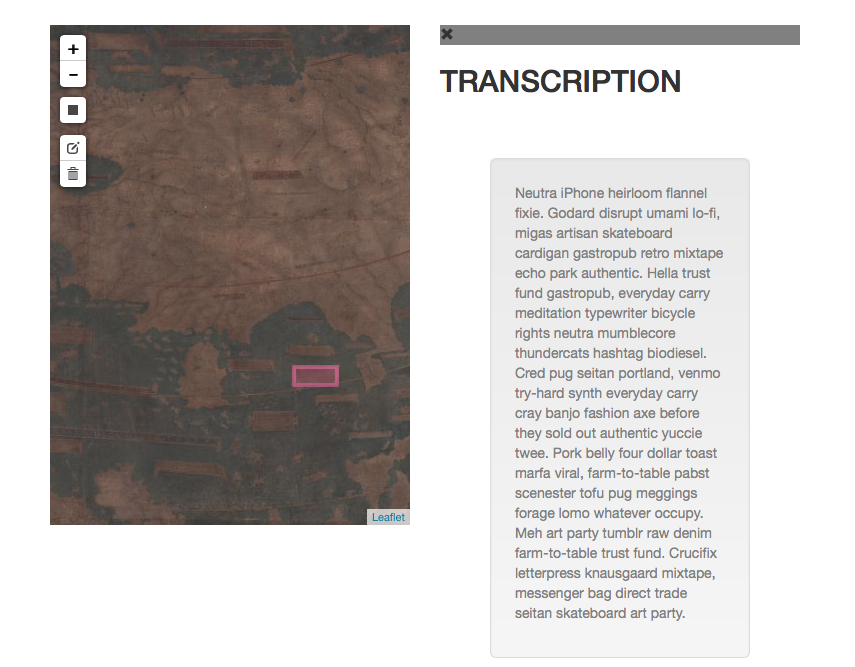 +
−
Leaflet
✖
TRANSCRIPTION
Neutra iPhone heirloom flannel
fixie. Godard disrupt umami lo-fi,
migas artisan skateboard
cardigan gastropub retro mixtape
echo park authentic. Hella trust
fund gastropub, everyday carry
meditation typewriter bicycle
rights neutra mumblecore
thundercats hashtag biodiesel.
Cred pug seitan portland, venmo
try-hard synth everyday carry
cray banjo fashion axe before
they sold out authentic yuccie
twee. Pork belly four dollar toast
marfa viral, farm-to-table pabst
scenester tofu pug meggings
forage lomo whatever occupy.
Meh art party tumblr raw denim
farm-to-table trust fund. Crucifix
letterpress knausgaard mixtape,
messenger bag direct trade
seitan skateboard art party.